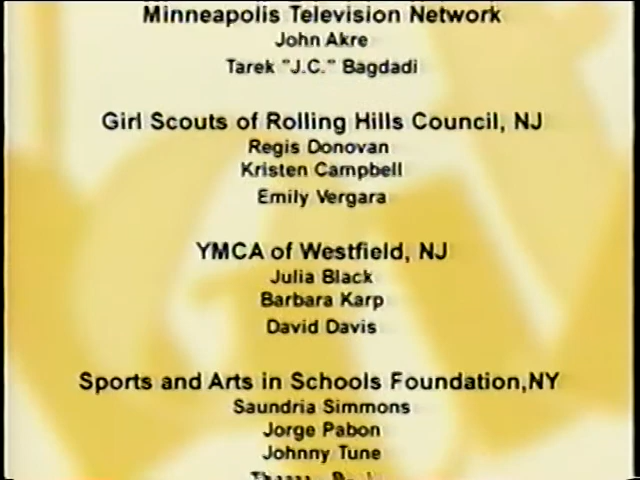 Minneapolis Television Network
John Akre
Tarek "J.C." Bagdadi
Girl Scouts of Rolling Hills Council, NJ
Regis Donovan
Kristen Campbell
Emily Vergara
YMCA of Westfield, NJ
Julia Black
Barbara Karp
David Davis
Sports and Arts in Schools Foundation,NY
Saundria Simmons
Jorge Pabon
Johnny Tune